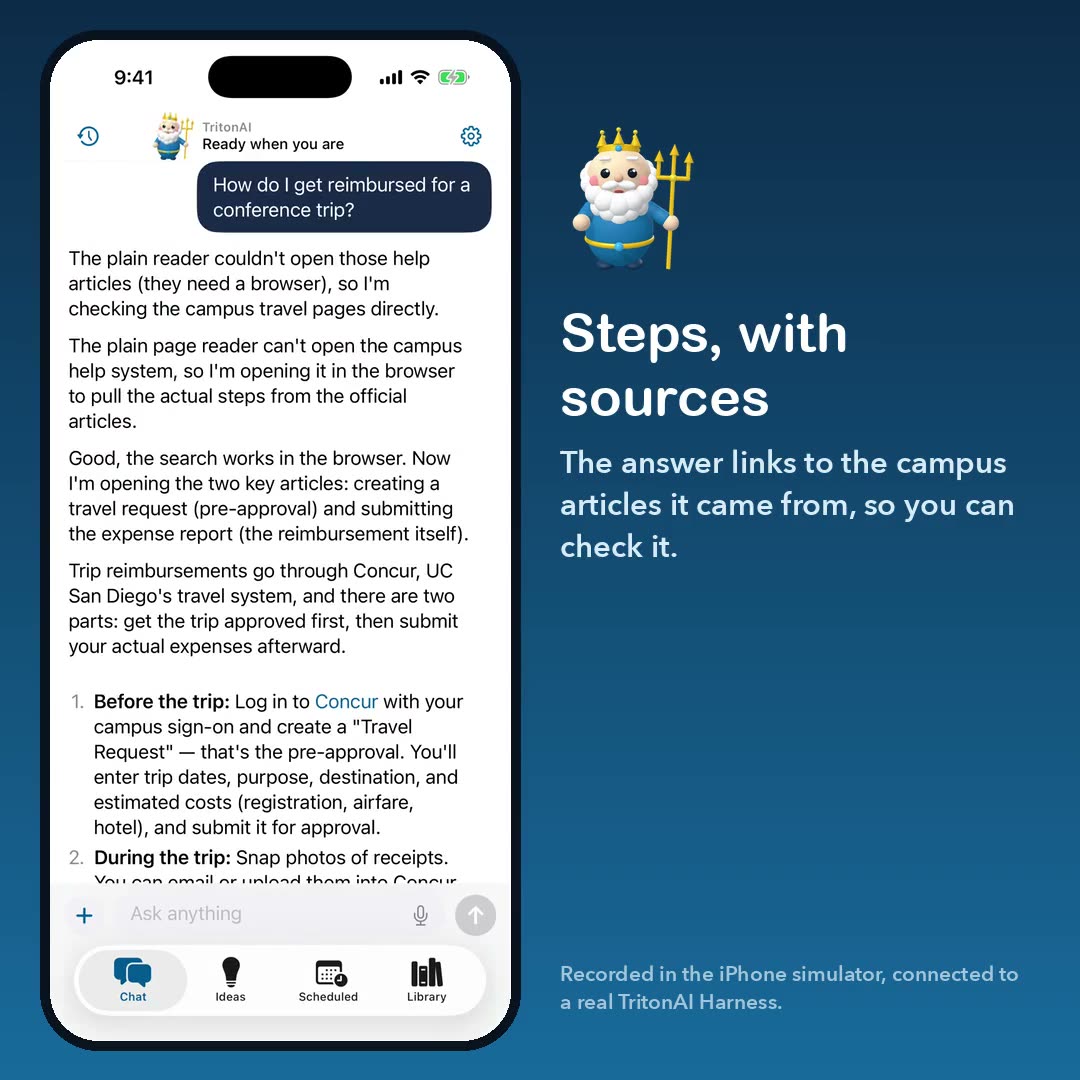 9:41
TritonAI
Ready when you are
How do I get reimbursed for a
conference trip?
The plain reader couldn't open those help
articles (they need a browser), so I'm
checking the campus travel pages directly.
The plain page reader can't open the campus
help system, so I'm opening it in the browser
to pull the actual steps from the official
articles.
Good, the search works in the browser. Now
I'm opening the two key articles: creating a
travel request (pre-approval) and submitting
the expense report (the reimbursement itself).
Trip reimbursements go through Concur, UC
San Diego's travel system, and there are two
parts: get the trip approved first, then submit
your actual expenses afterward.
1. Before the trip: Log in to Concur with your
campus sign-on and create a "Travel
Request" — that's the pre-approval. You'll
enter trip dates, purpose, destination, and
estimated costs (registration, airfare,
hotel), and submit it for approval.
2. During the trip: Snap photos of receipts.
You can email or upload them into Concur
Ask anything
Chat
Ideas
Scheduled
Library
Steps, with
sources
The answer links to the campus
articles it came from, so you can
check it.
Recorded in the iPhone simulator, connected to
a real TritonAI Harness.